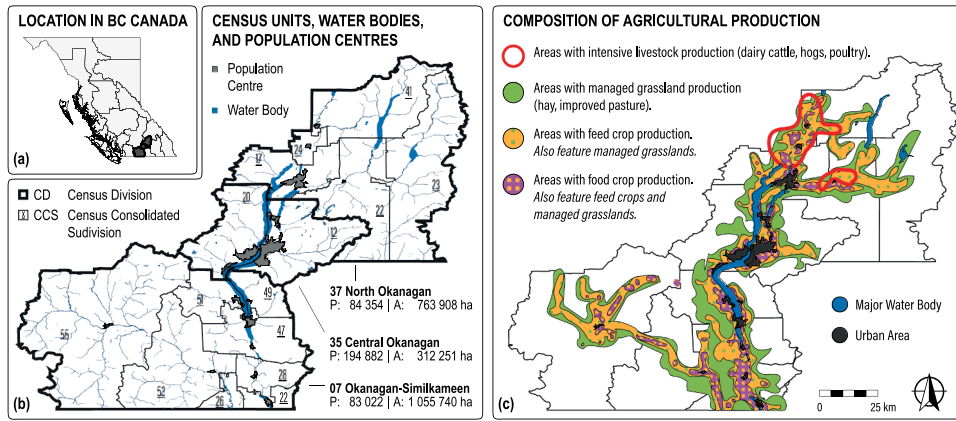 LOCATION IN BC CANADA
(a)
CD Census Division
CCS Census Consolidated
Sudivision
CENSUS UNITS, WATER BODIES,
AND POPULATION CENTRES
Population
Centre
Water Body
41
24
17
23
20
22
12
49
51
47
55
28
52
26
22
37 North Okanagan
P: 84 354 | A: 763 908 ha
35 Central Okanagan
P: 194 882 | A: 312 251 ha
07 Okanagan-Similkameen
P: 83 022 | A: 1 055 740 ha
(b)
COMPOSITION OF AGRICULTURAL PRODUCTION
Areas with intensive livestock production (dairy cattle, hogs, poultry).
Areas with managed grassland production
(hay, improved pasture).
Areas with feed crop production.
Also feature managed grasslands.
Areas with food crop production.
Also feature feed crops and
managed grasslands.
Major Water Body
Urban Area
0 25 km
(c)